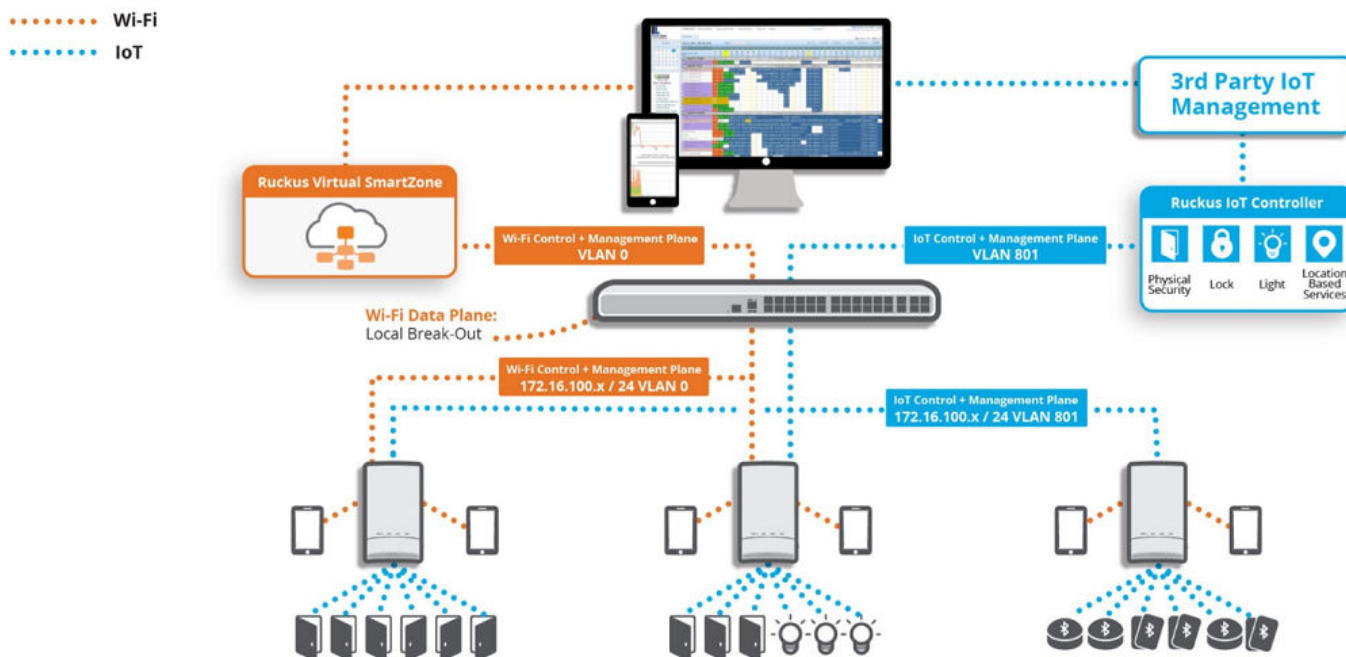 Wi-Fi
IoT
3rd Party IoT
Management
Ruckus Virtual SmartZone
Ruckus IoT Controller
Wi-Fi Control + Management Plane
VLAN 0
IoT Control + Management Plane
VLAN 801
Physical
Security
Lock
Light
Location
Based
Services
Wi-Fi Data Plane:
Local Break-Out
Wi-Fi Control + Management Plane
172.16.100.x / 24 VLAN 0
IoT Control + Management Plane
172.16.100.x / 24 VLAN 801